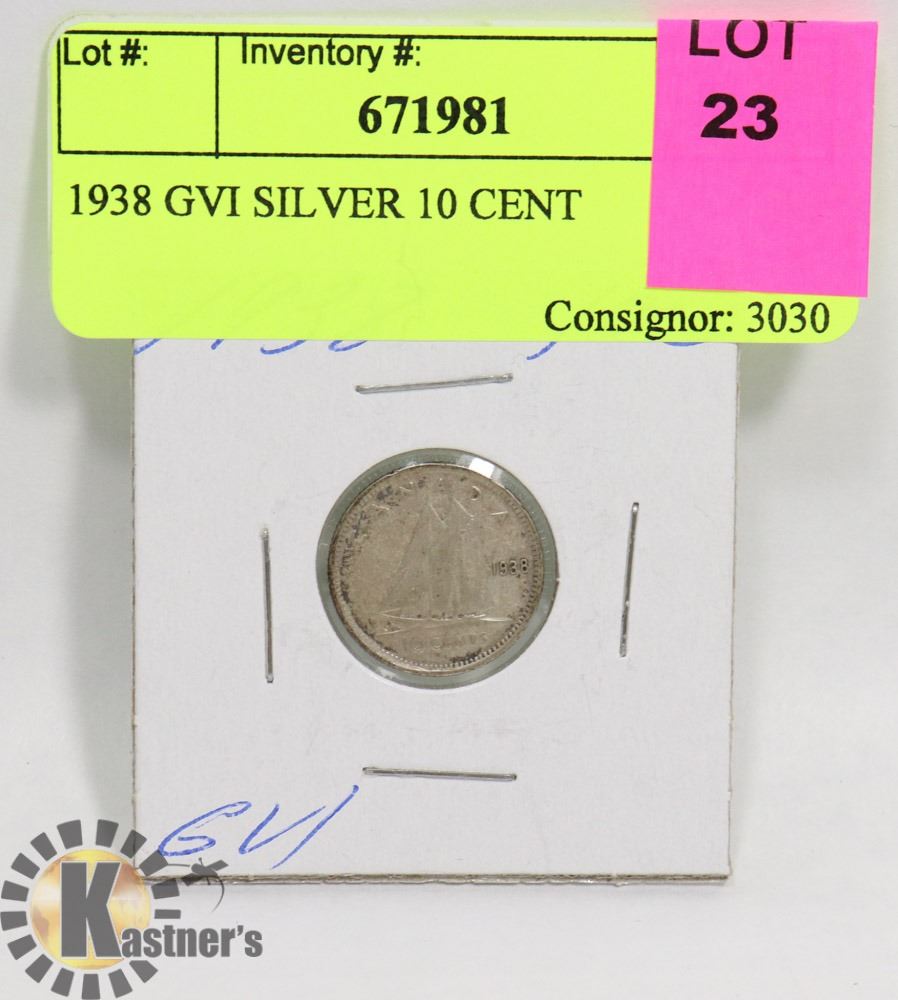 Lot #:
Inventory #:
671981
LOT
23
1938 GVI SILVER 10 CENT
Consignor: 3030
CANADA
1938
10 CENTS
GVI
Kastner's